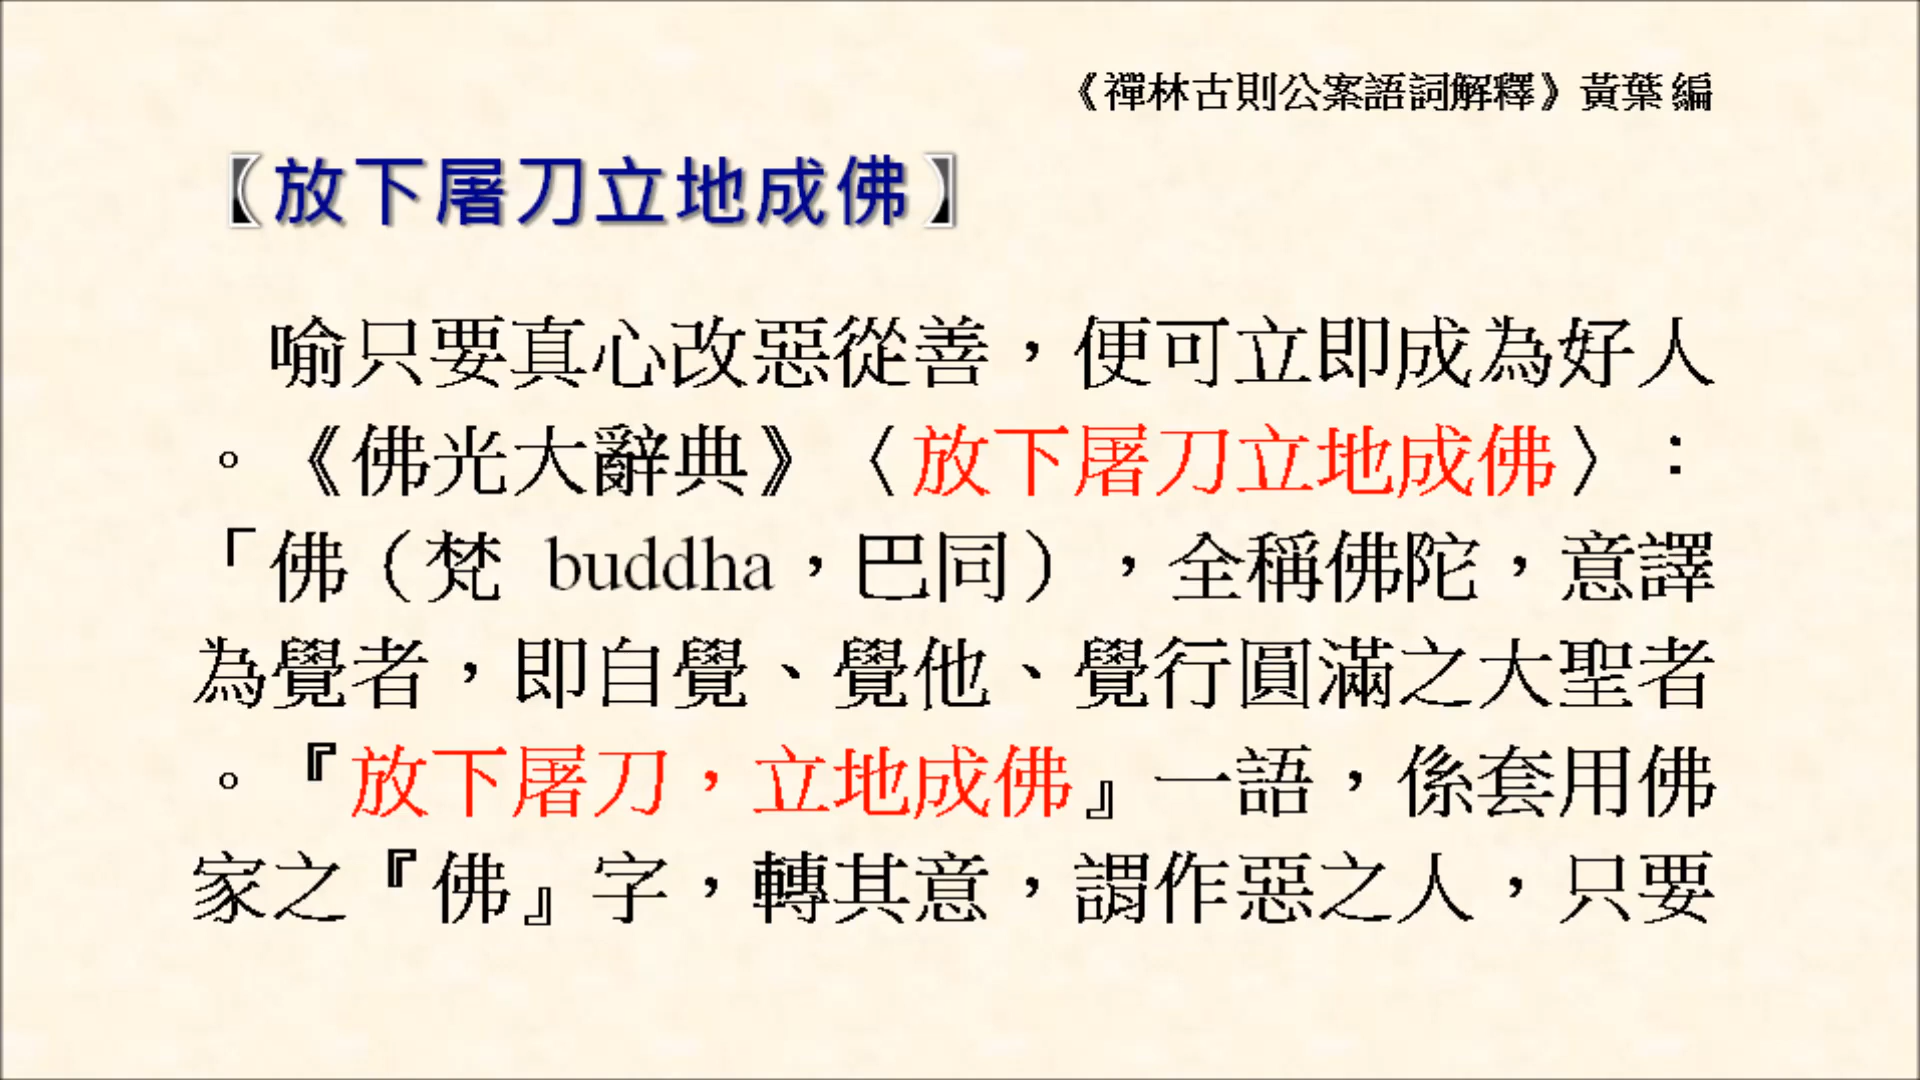 《禪林古則公案語詞解釋》黃葉 編
〖放下屠刀立地成佛〗
喻只要真心改惡從善，便可立即成為好人
。《佛光大辭典》〈放下屠刀立地成佛〉：
「佛（梵 buddha，巴同），全稱佛陀，意譯
為覺者，即自覺、覺他、覺行圓滿之大聖者
。『放下屠刀，立地成佛』一語，係套用佛
家之『佛』字，轉其意，謂作惡之人，只要